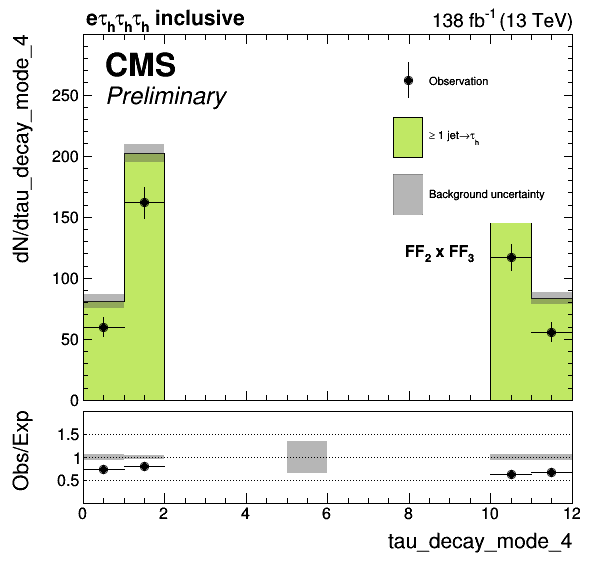 eτhτhτh inclusive
138 fb-1 (13 TeV)
CMS
Preliminary
Observation
≥ 1 jet→τh
Background uncertainty
FF2 x FF3
dN/dtau_decay_mode_4
250
200
150
100
50
0
Obs/Exp
1.5
1
0.5
0 2 4 6 8 10 12
tau_decay_mode_4